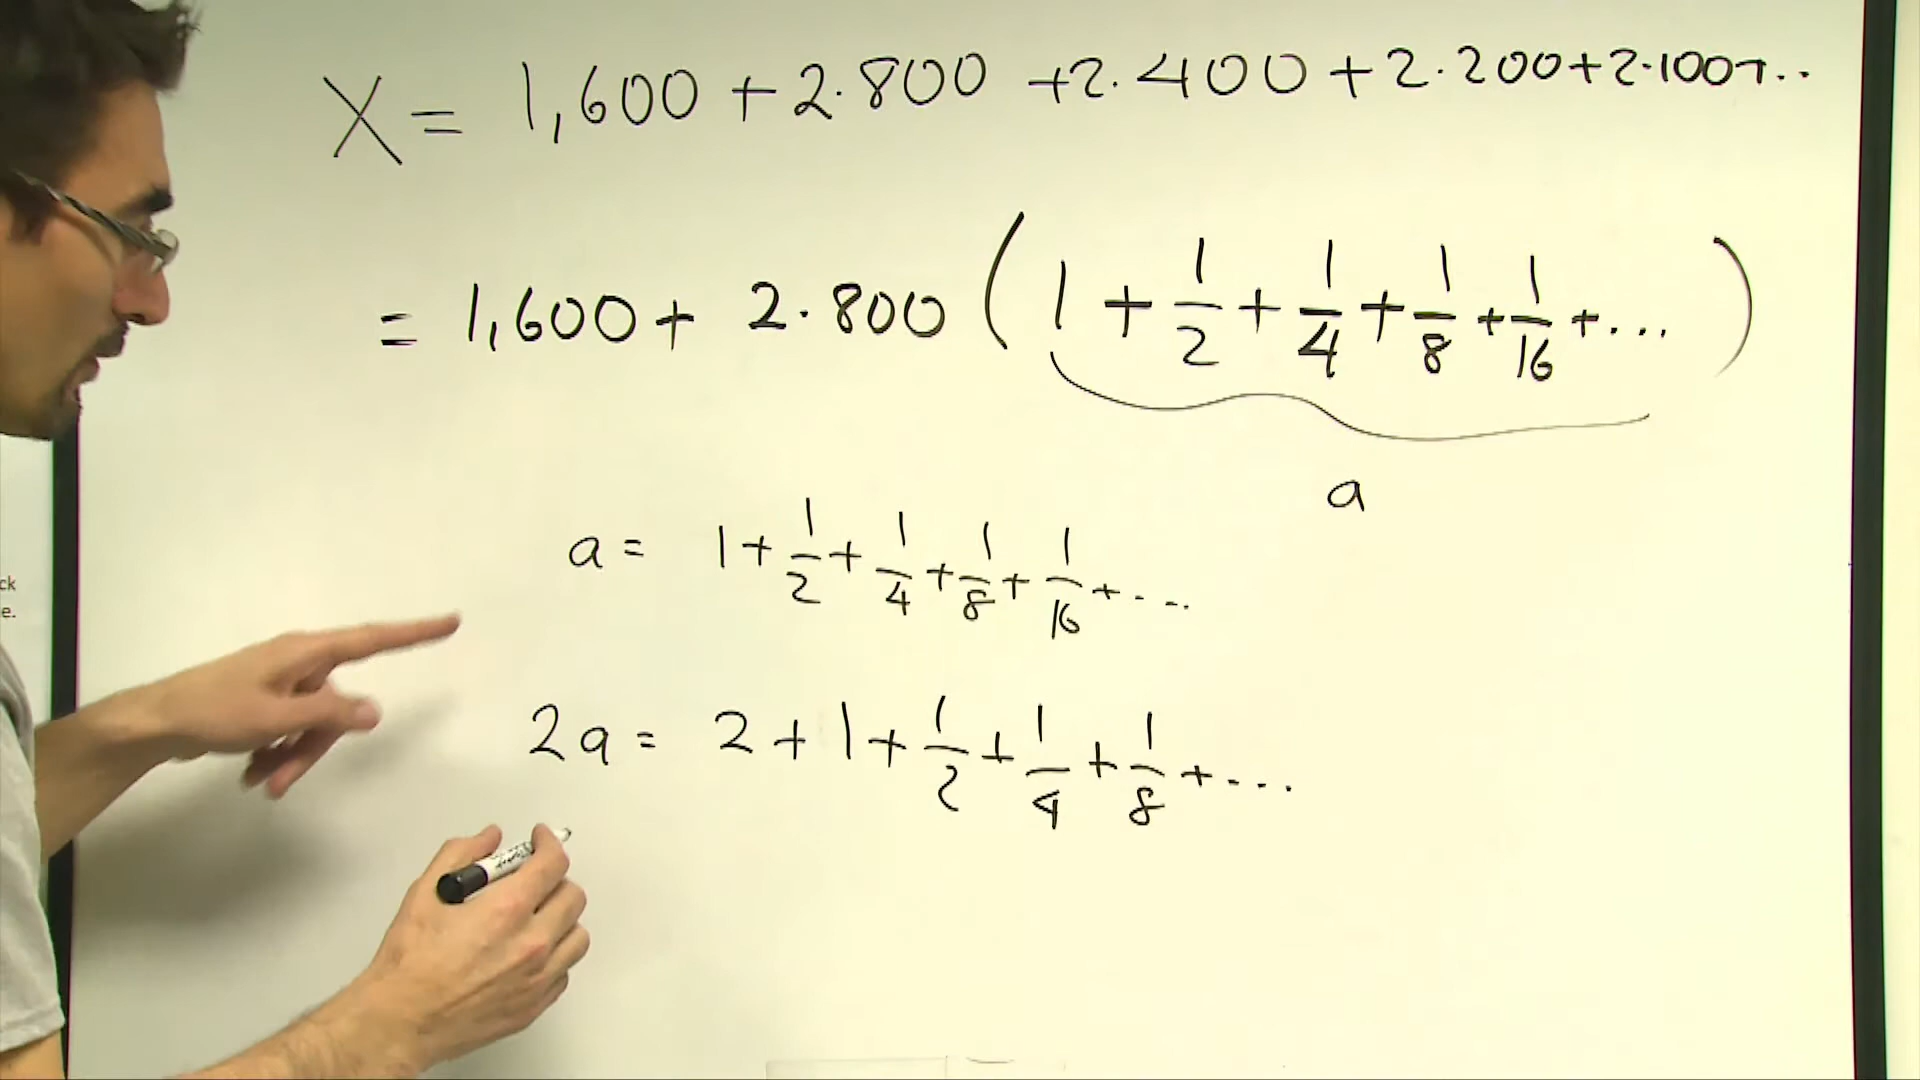 X = 1,600 + 2·800 + 2·400 + 2·200 + 2·100 + ..
= 1,600 + 2·800 ( 1 + 1/2 + 1/4 + 1/8 + 1/16 + ... )
a
a = 1 + 1/2 + 1/4 + 1/8 + 1/16 + ...
ck
e.
2a = 2 + 1 + 1/2 + 1/4 + 1/8 + ...